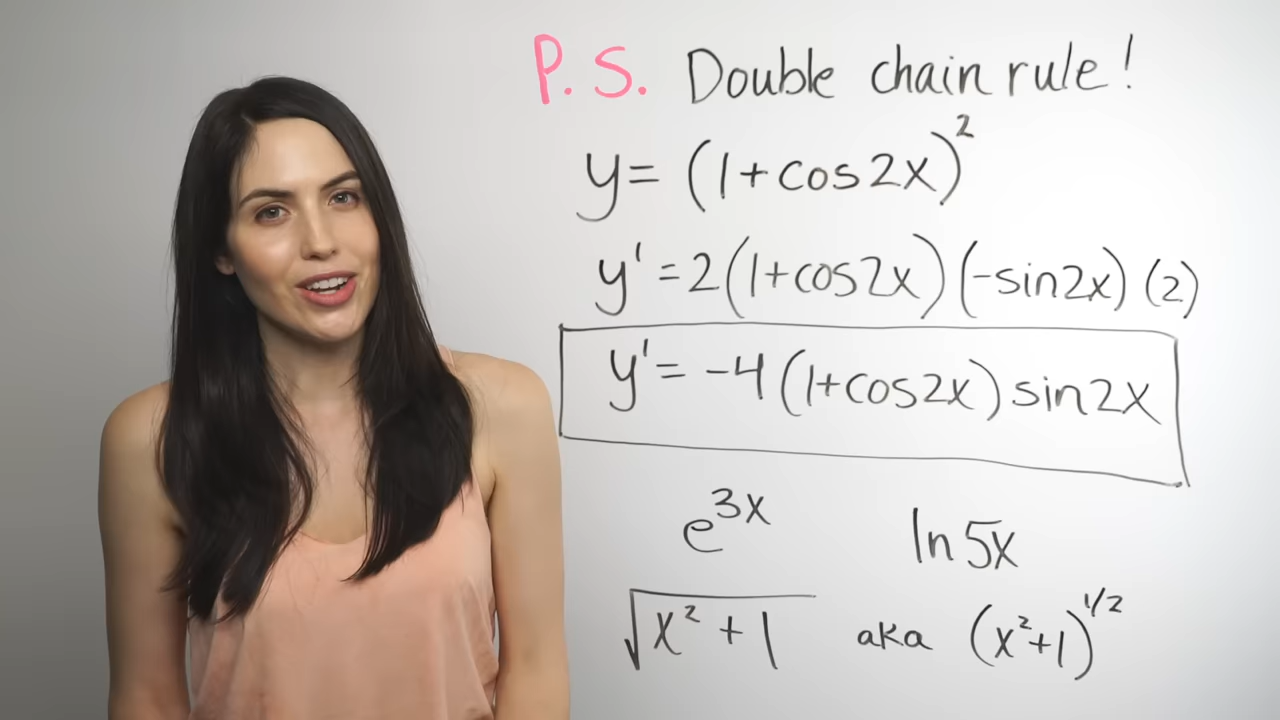 P.S. Double chain rule!
y= (1+cos2x)²
y' = 2(1+cos2x)(-sin2x)(2)
y' = -4(1+cos2x)sin2x
e³ˣ ln5x
√x²+1 aka (x²+1)^1/2